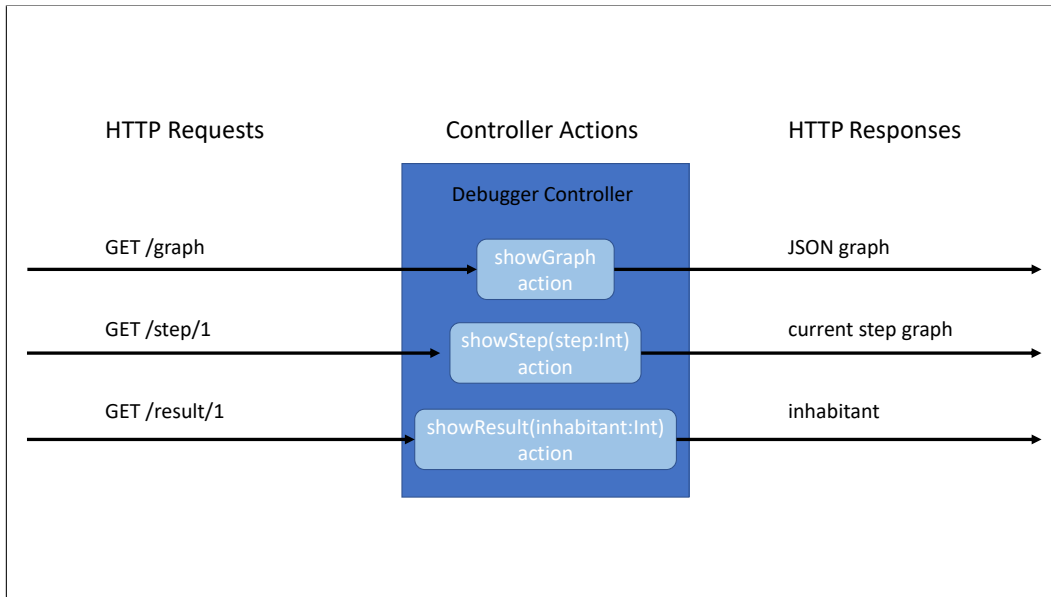 HTTP Requests
Controller Actions
HTTP Responses
Debugger Controller
GET /graph
showGraph
action
JSON graph
GET /step/1
showStep(step:Int)
action
current step graph
GET /result/1
showResult(inhabitant:Int)
action
inhabitant